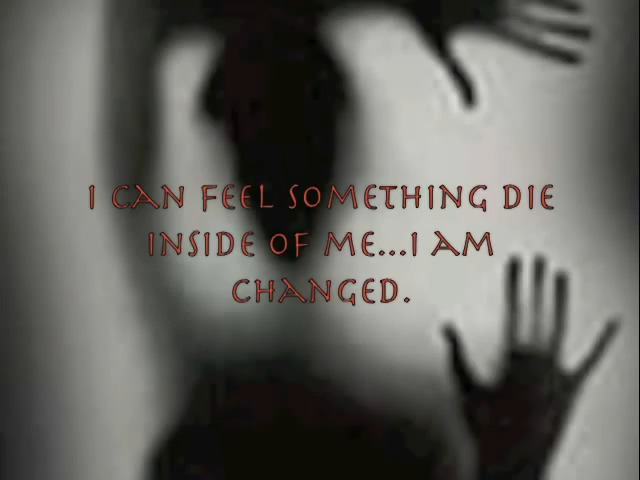 I CAN FEEL SOMETHING DIE
INSIDE OF ME...I AM
CHANGED.